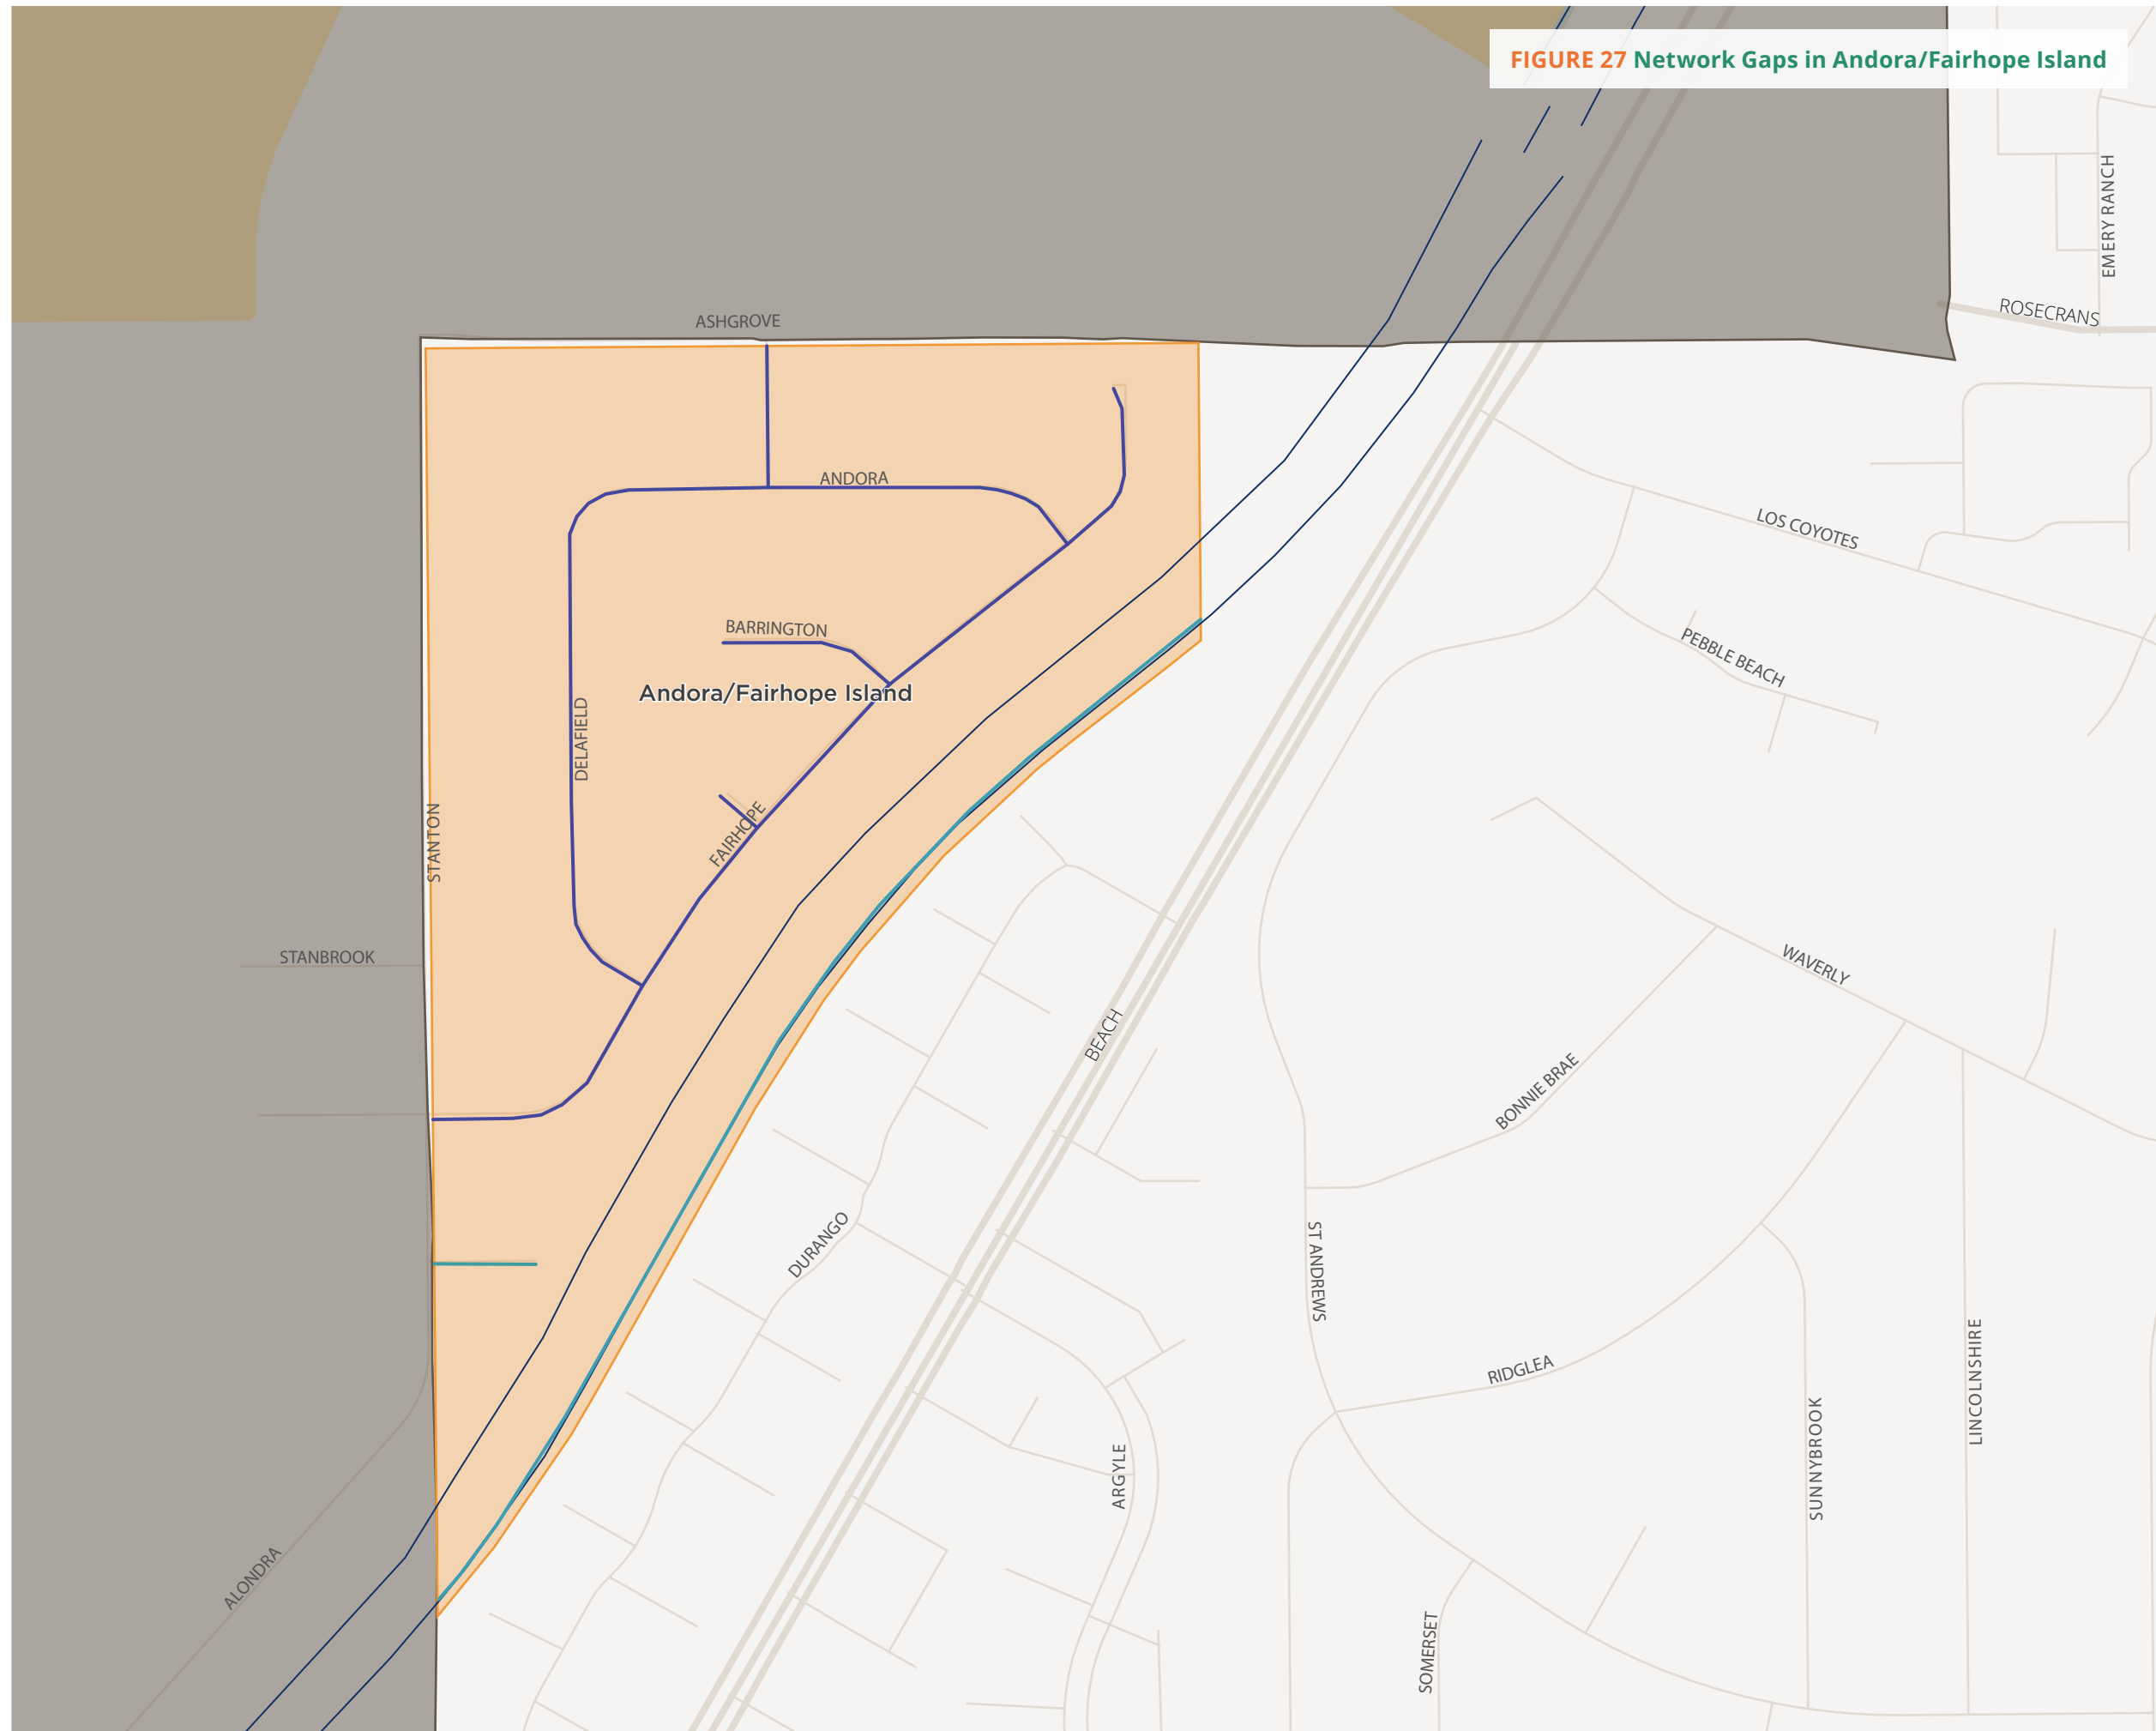 FIGURE 27 Network Gaps in Andora/Fairhope Island
EMERY RANCH
ROSECRANS
ASHGROVE
ANDORA
LOS COYOTES
BARRINGTON
PEBBLE BEACH
Andora/Fairhope Island
DELAFIELD
STANTON
FAIRHOPE
STANBROOK
WAVERLY
BEACH
BONNIE BRAE
DURANGO
ST ANDREWS
RIDGLEA
LINCOLNSHIRE
SUNNYBROOK
ARGYLE
ALONDRA
SOMERSET